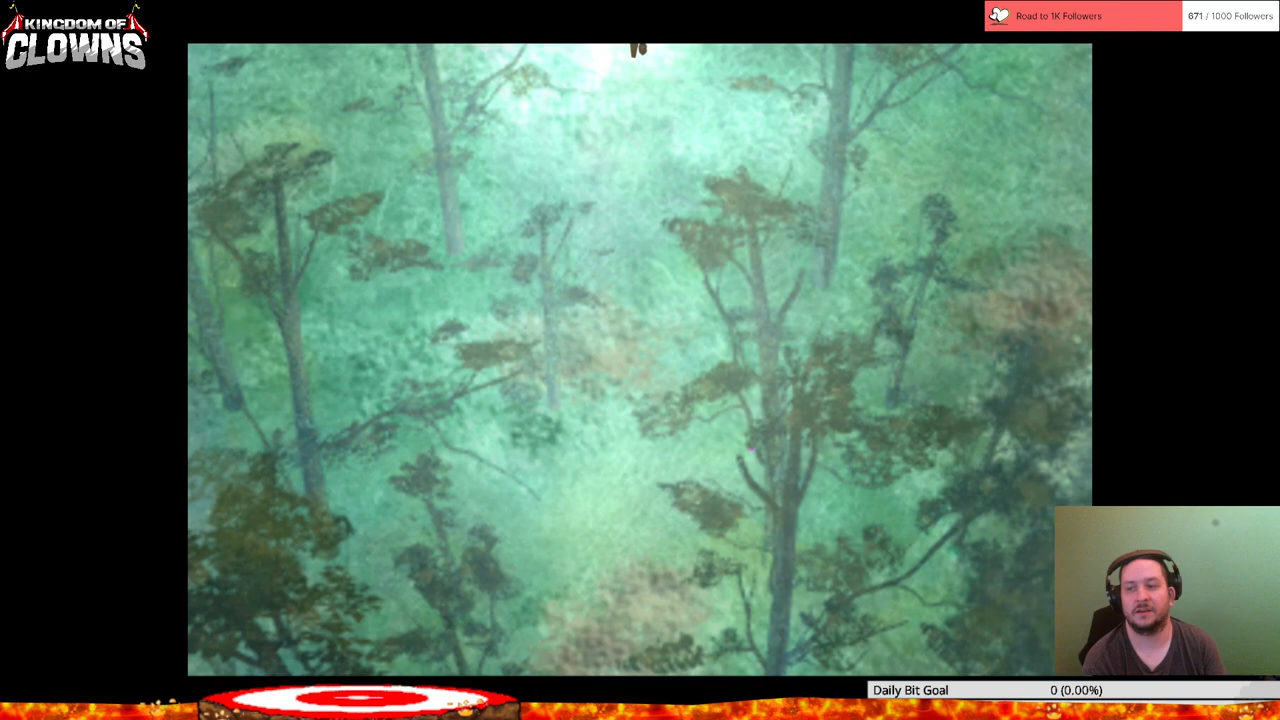 KINGDOM OF
CLOWNS
Road to 1K Followers
671 / 1000 Followers
Daily Bit Goal
0 (0.00%)